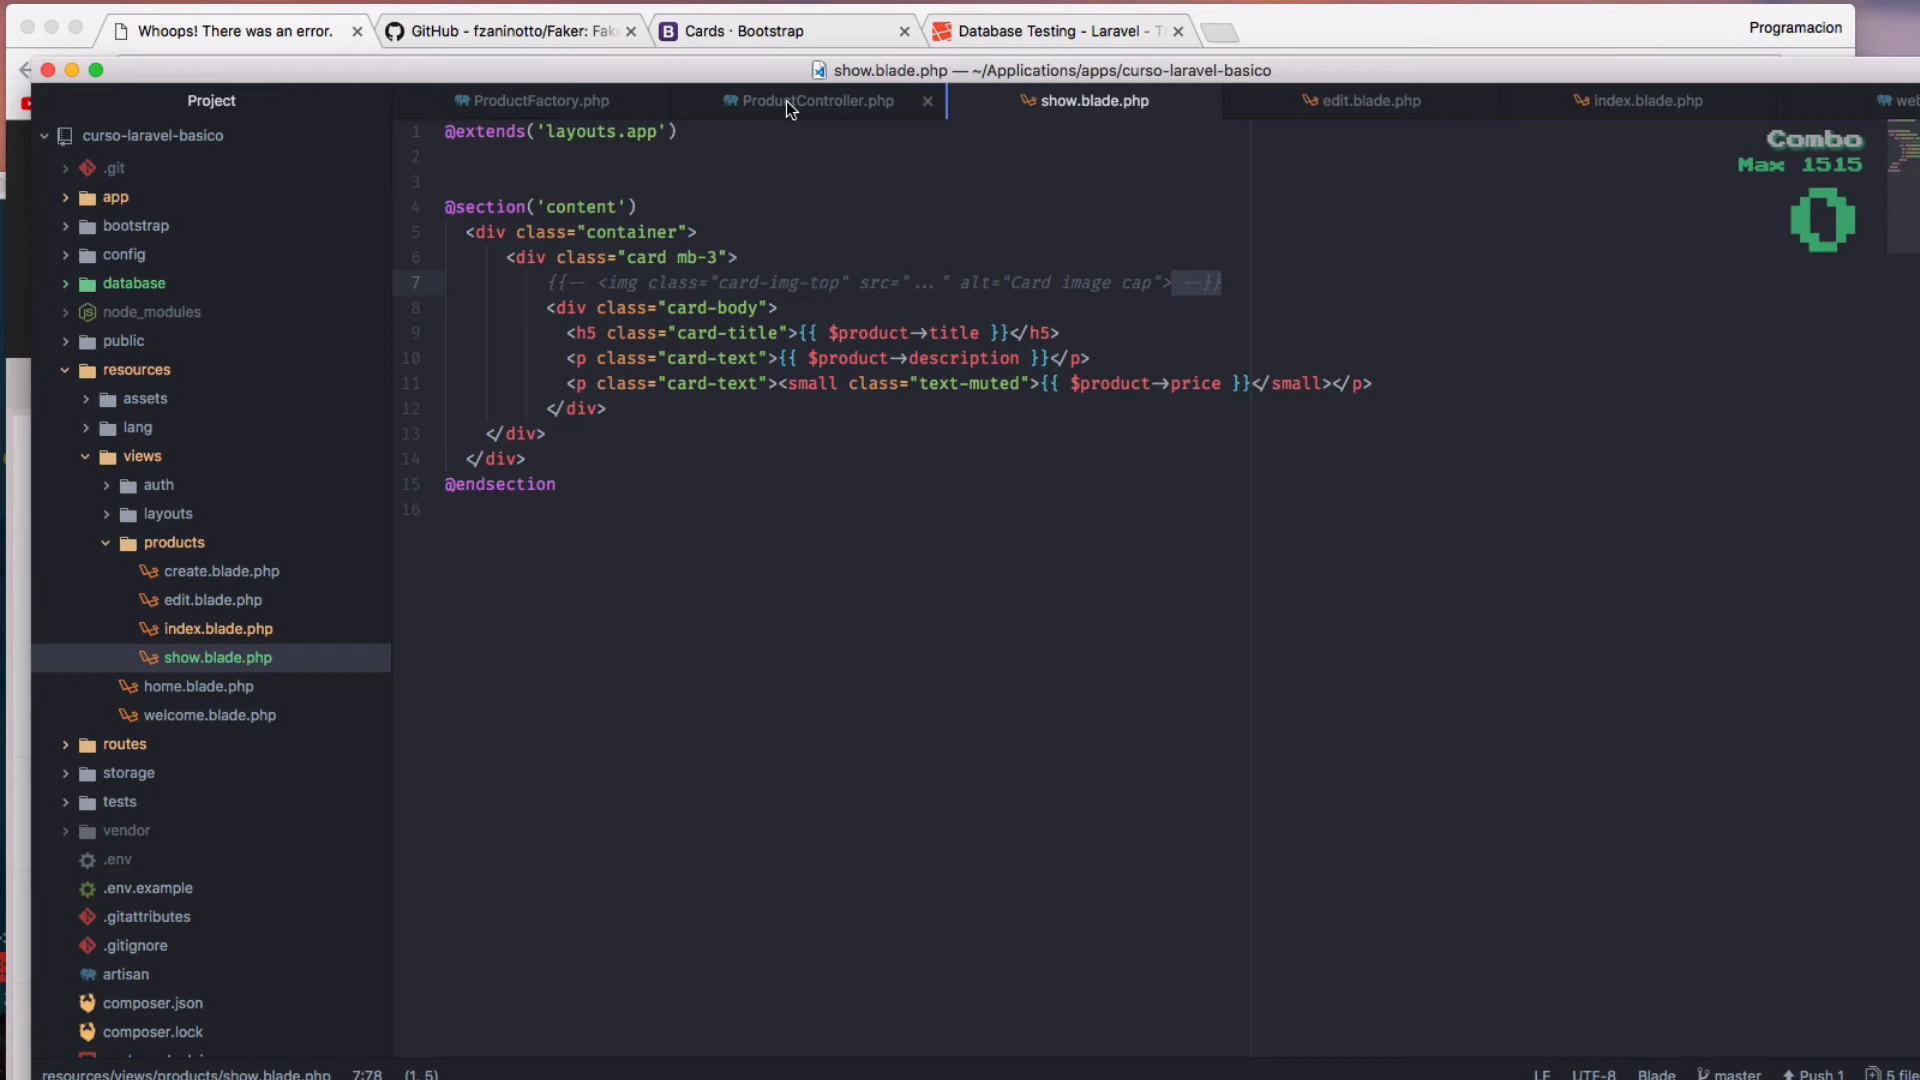 Whoops! There was an error.
GitHub - fzaninotto/Faker: Fak
Cards · Bootstrap
Database Testing - Laravel - T
Programacion
show.blade.php — ~/Applications/apps/curso-laravel-basico
Project
ProductFactory.php
ProductController.php
show.blade.php
edit.blade.php
index.blade.php
web
curso-laravel-basico
.git
app
bootstrap
config
database
node_modules
public
resources
assets
lang
views
auth
layouts
products
create.blade.php
edit.blade.php
index.blade.php
show.blade.php
home.blade.php
welcome.blade.php
routes
storage
tests
vendor
.env
.env.example
.gitattributes
.gitignore
artisan
composer.json
composer.lock
1 @extends('layouts.app')
2
3
4 @section('content')
5 <div class="container">
6 <div class="card mb-3">
7 {{-- <img class="card-img-top" src="..." alt="Card image cap"> --}}
8 <div class="card-body">
9 <h5 class="card-title">{{ $product->title }}</h5>
10 <p class="card-text">{{ $product->description }}</p>
11 <p class="card-text"><small class="text-muted">{{ $product->price }}</small></p>
12 </div>
13 </div>
14 </div>
15 @endsection
16
Combo
Max 1515
0
resources/views/products/show.blade.php 7:78 (1, 5)
LF UTF-8 Blade master Push 1 5 file